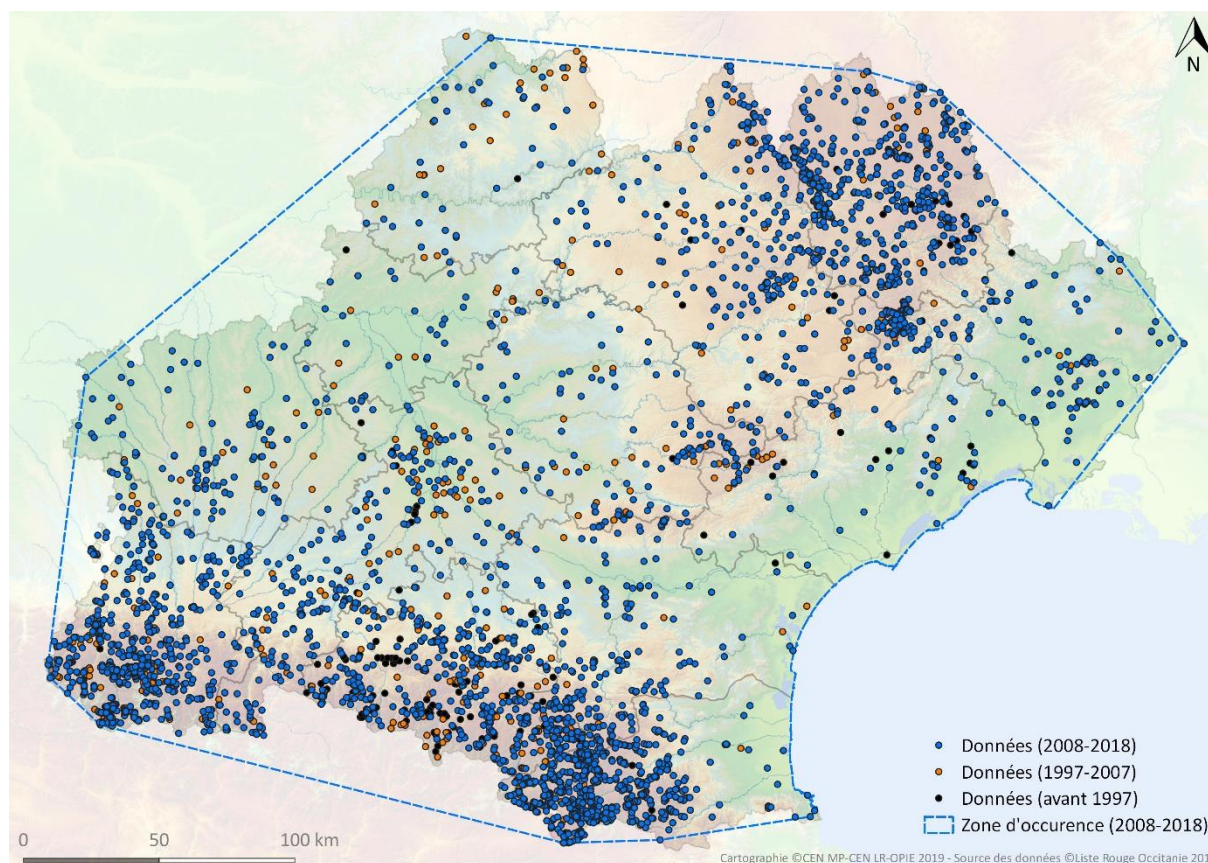 N
Données (2008-2018)
Données (1997-2007)
Données (avant 1997)
Zone d'occurence (2008-2018)
0 50 100 km
Cartographie ©CEN MP-CEN LR-OPIE 2019 - Source des données ©Liste Rouge Occitanie 201